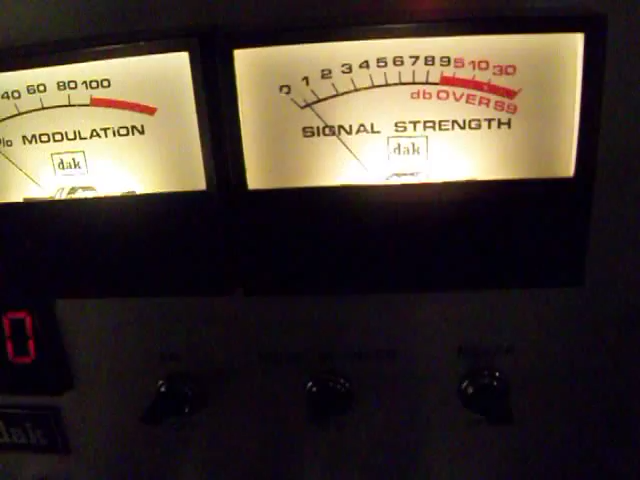 40 60 80 100
% MODULATION
dak
0 1 2 3 4 5 6 7 8 9 5 10 30
db OVER S9
SIGNAL STRENGTH
dak
0
dak